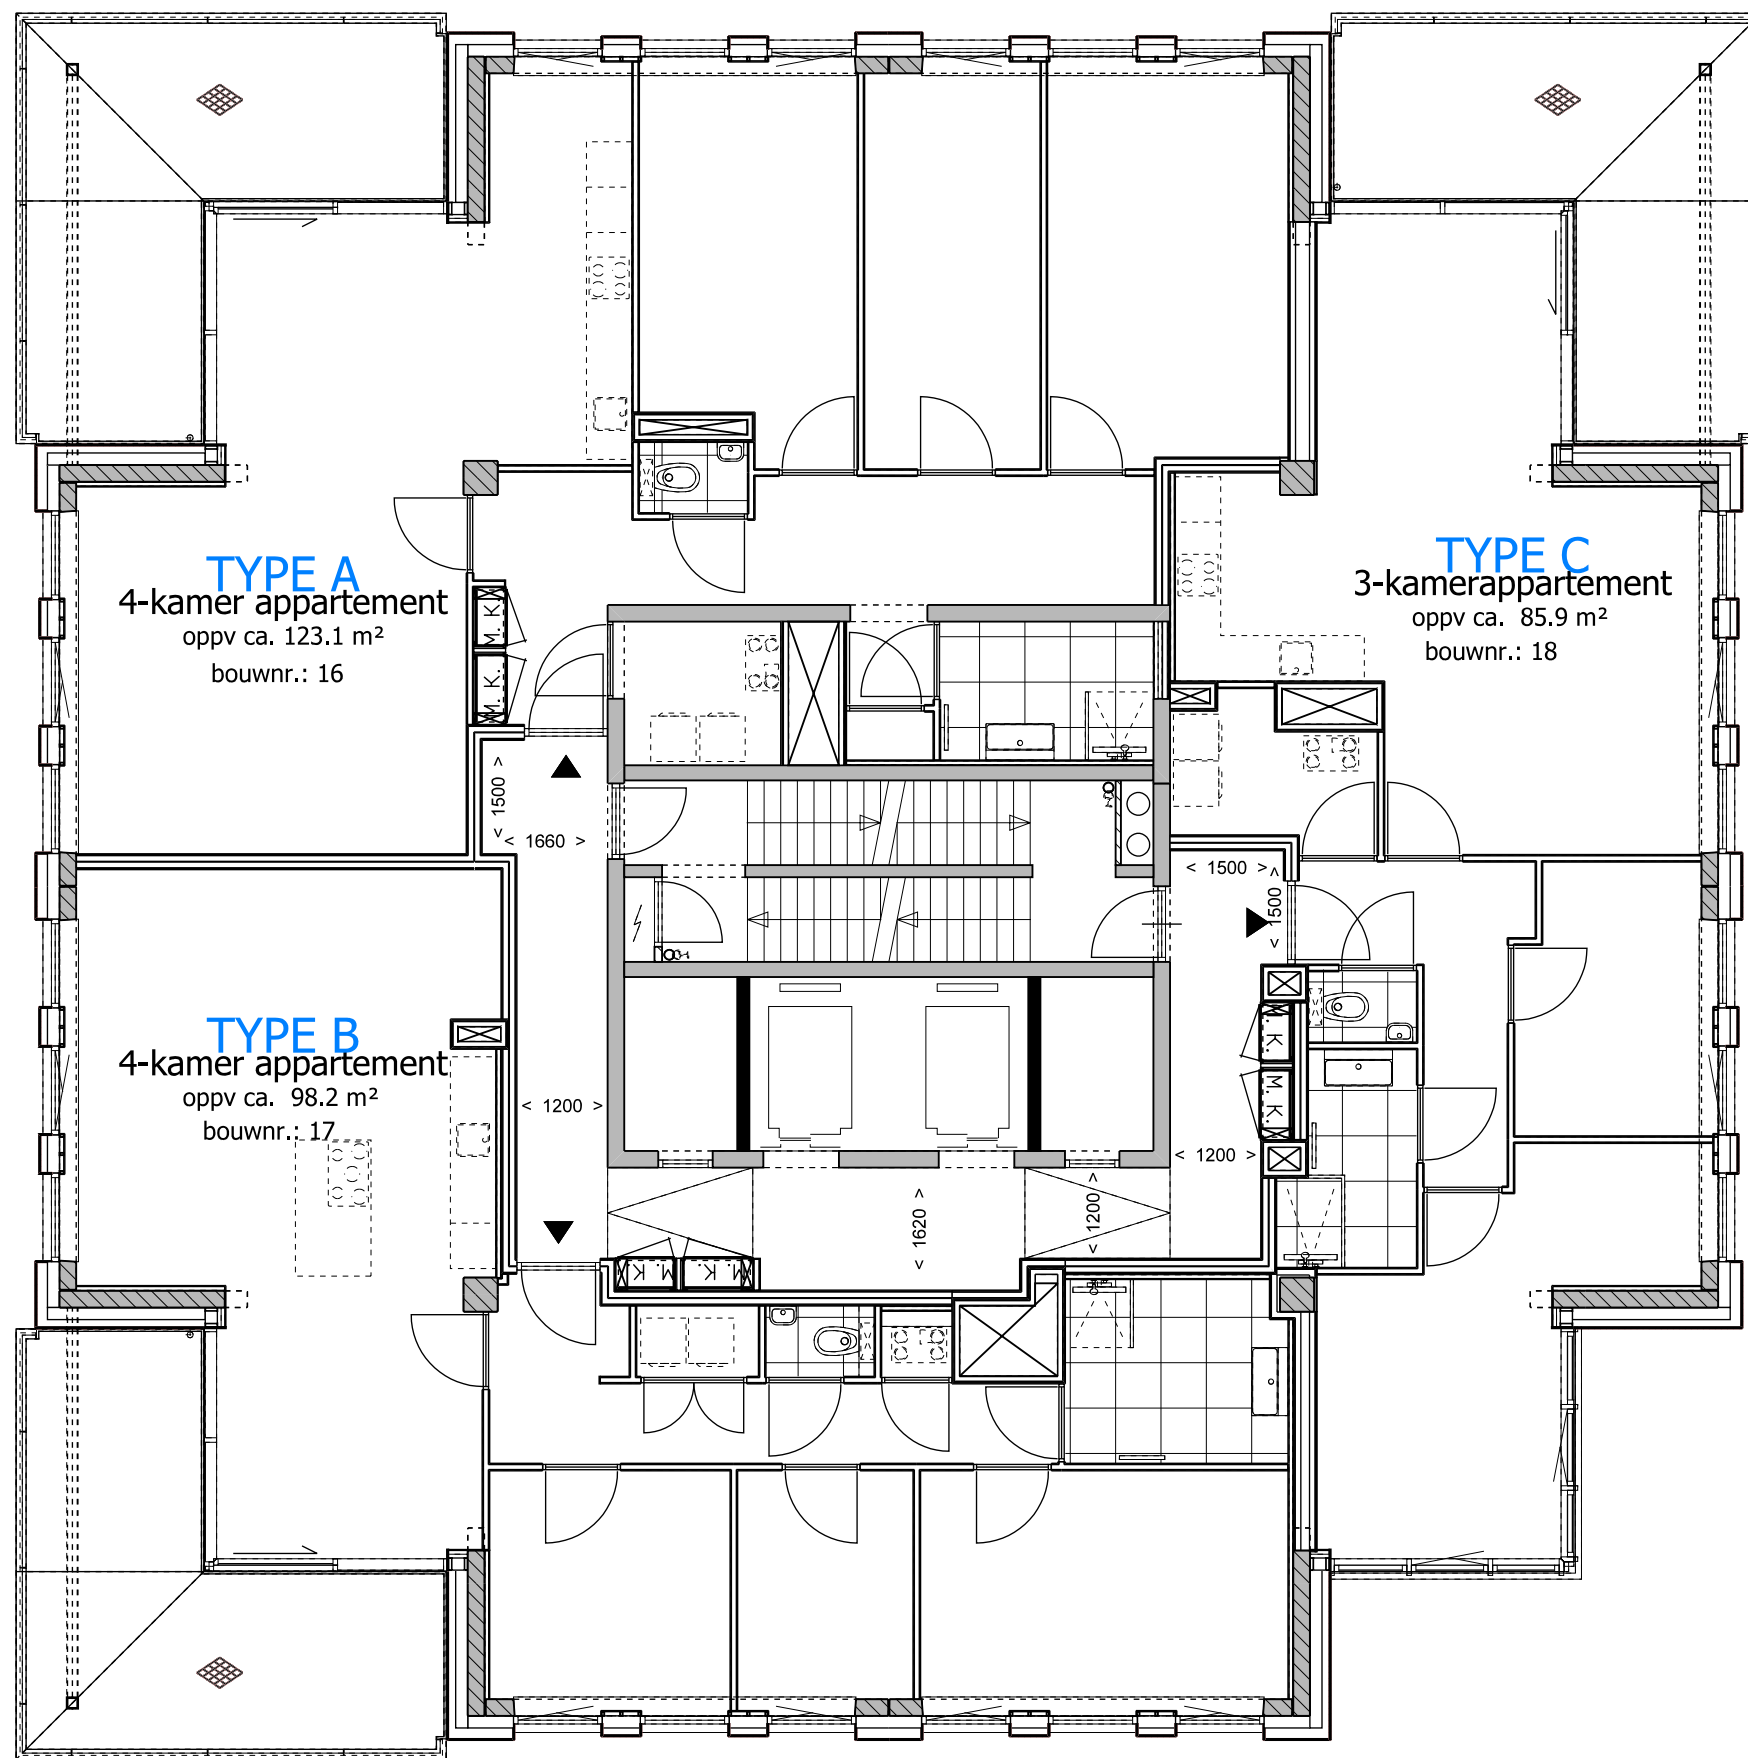 TYPE A
4-kamer appartement
oppv ca. 123.1 m²
bouwnr.: 16
TYPE C
3-kamerappartement
oppv ca. 85.9 m²
bouwnr.: 18
M. K.
M. K.
< 1500 >
< 1660 >
< 1500 >
< 1500 >
TYPE B
4-kamer appartement
oppv ca. 98.2 m²
bouwnr.: 17
< 1200 >
M. K.
M. K.
< 1200 >
< 1620 >
< 1200 >
M. K.
M. K.